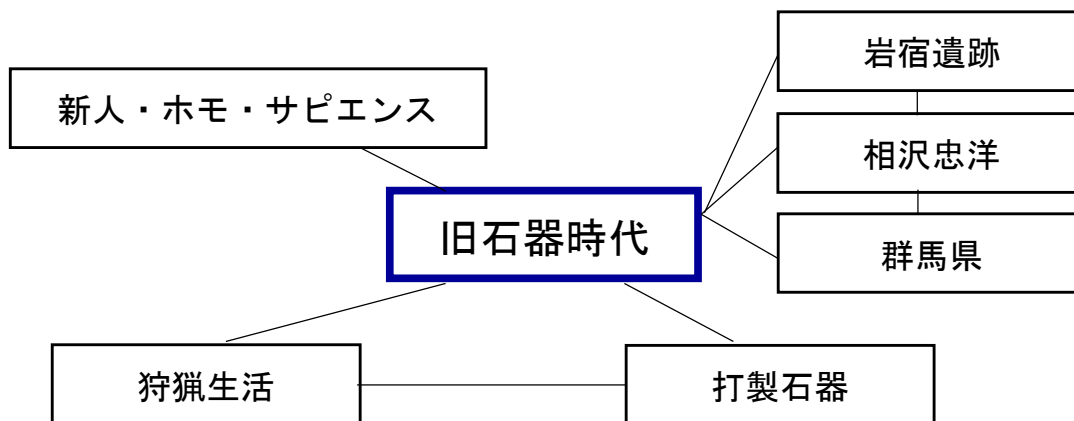 岩宿遺跡
新人・ホモ・サピエンス
相沢忠洋
旧石器時代
群馬県
狩猟生活
打製石器